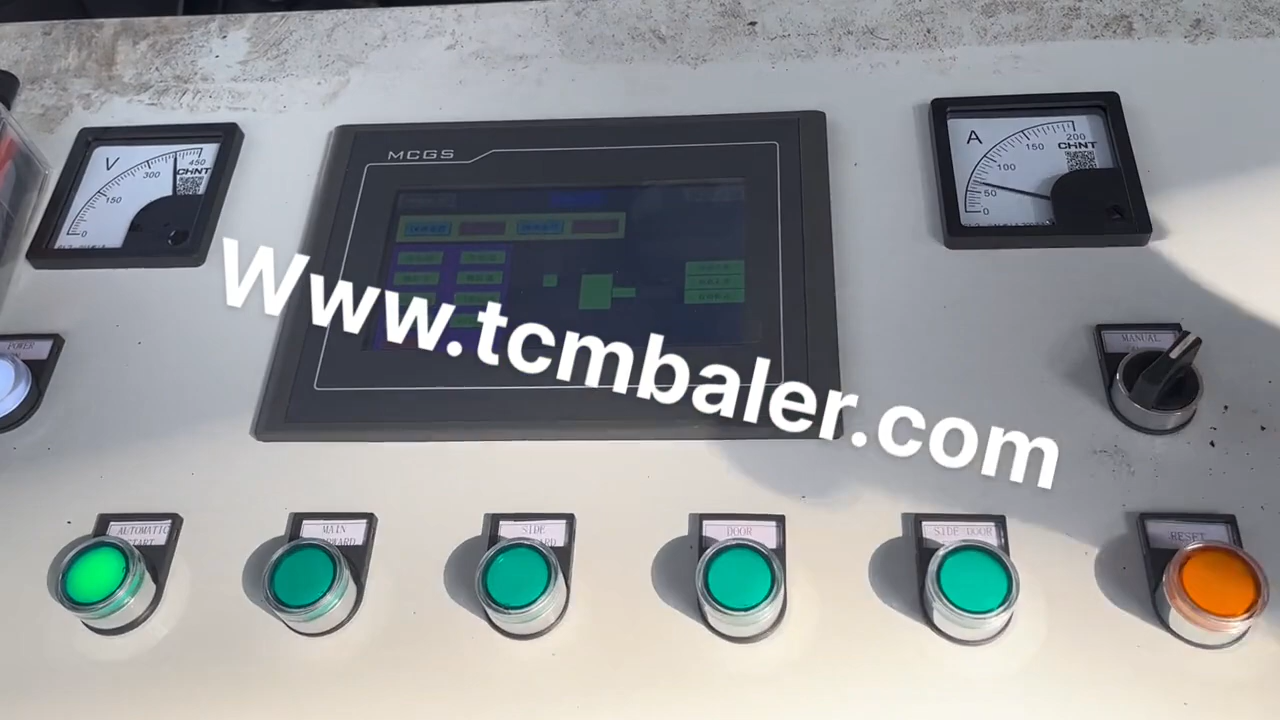 V
0
150
300
450
CHNT
MCGS
A
0
50
100
150
200
CHNT
Www.tcmbaler.com
POWER
MANUAL
AUTOMATIC
START
MAIN
SIDE
DOOR
SIDE DOOR
RESET